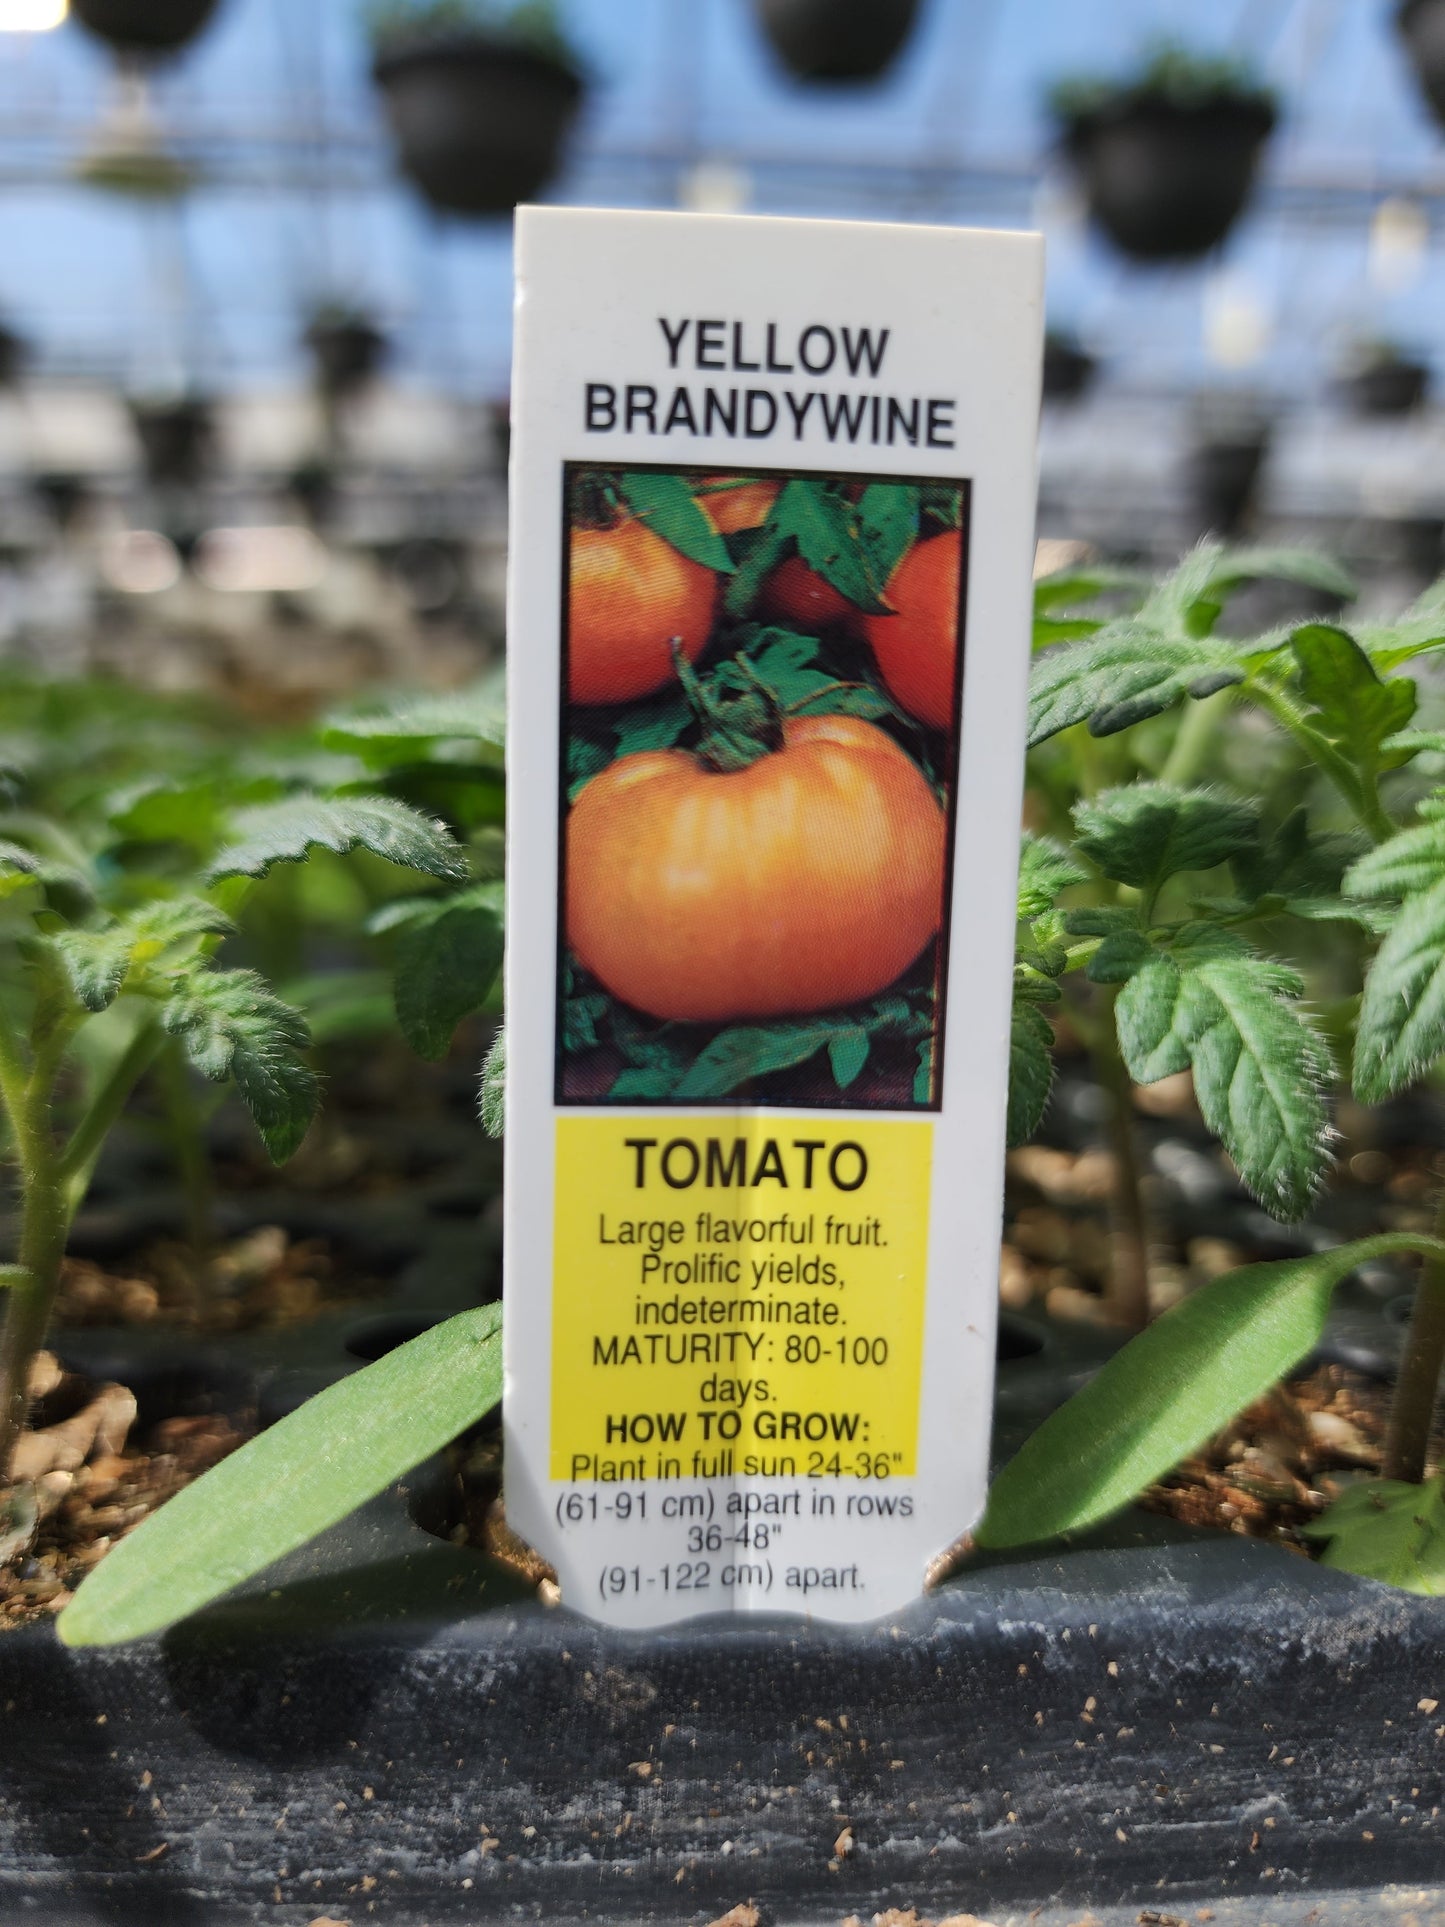 YELLOW
BRANDYWINE
TOMATO
Large flavorful fruit.
Prolific yields,
indeterminate.
MATURITY: 80-100
days.
HOW TO GROW:
Plant in full sun 24-36"
(61-91 cm) apart in rows
36-48"
(91-122 cm) apart.